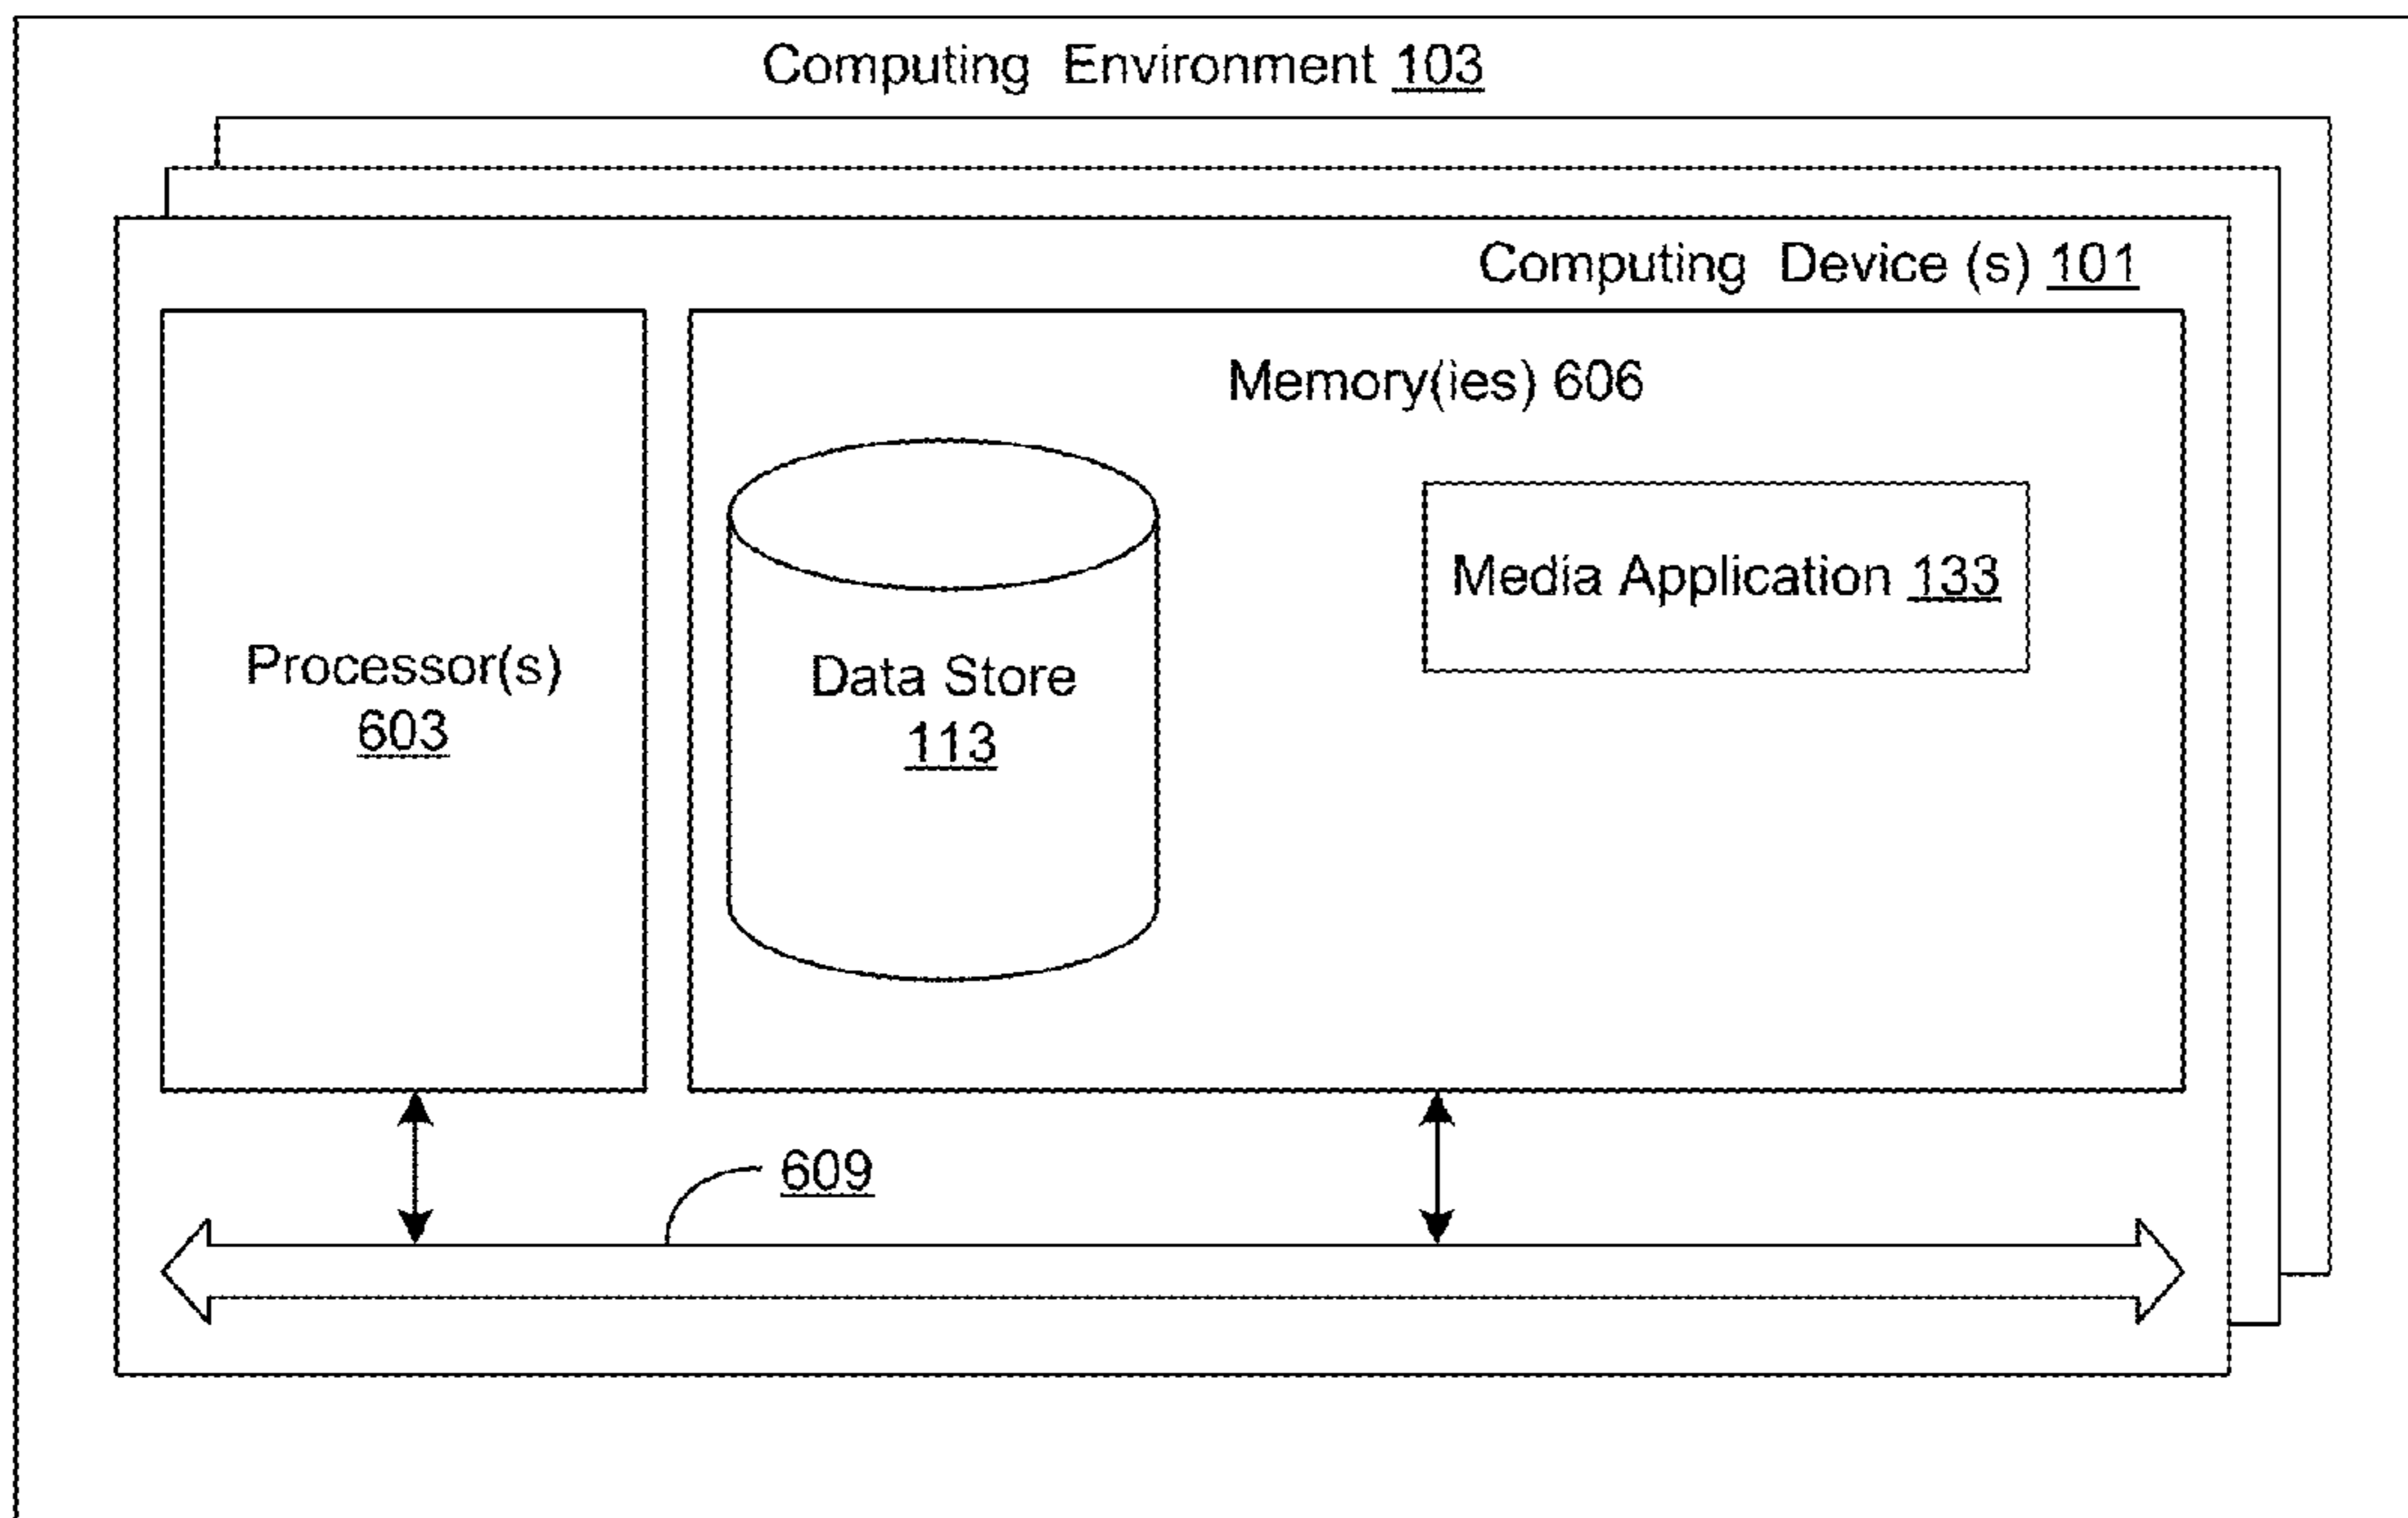 Computing Environment 103
Computing Device (s) 101
Memory(ies) 606
Media Application 133
Processor(s)
603
Data Store
113
609